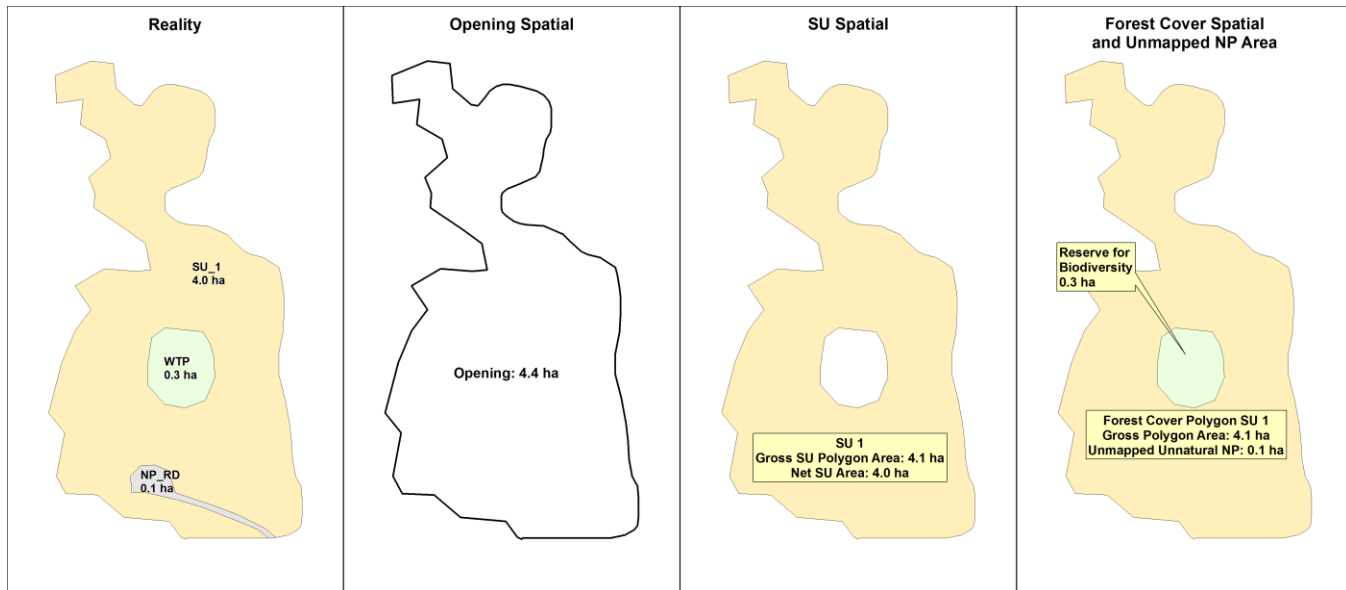 Reality
SU_1
4.0 ha
WTP
0.3 ha
NP_RD
0.1 ha
Opening Spatial
Opening: 4.4 ha
SU Spatial
SU 1
Gross SU Polygon Area: 4.1 ha
Net SU Area: 4.0 ha
Forest Cover Spatial
and Unmapped NP Area
Reserve for
Biodiversity
0.3 ha
Forest Cover Polygon SU 1
Gross Polygon Area: 4.1 ha
Unmapped Unnatural NP: 0.1 ha